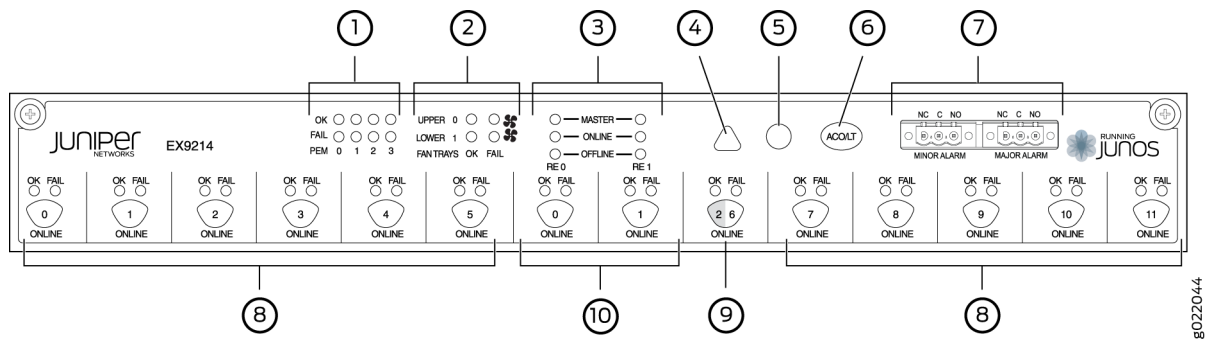 1 2 3 4 5 6 7
JUNIPER
NETWORKS
EX9214
OK
FAIL
PEM 0 1 2 3
UPPER 0
LOWER 1
FAN TRAYS OK FAIL
MASTER
ONLINE
OFFLINE
RE 0 RE 1
ACO/LT
NC C NO NC C NO
MINOR ALARM MAJOR ALARM
RUNNING
JUNOS
OK FAIL OK FAIL OK FAIL OK FAIL OK FAIL OK FAIL OK FAIL OK FAIL OK FAIL OK FAIL OK FAIL OK FAIL OK FAIL OK FAIL
0 1 2 3 4 5 0 1 2 6 7 8 9 10 11
ONLINE ONLINE ONLINE ONLINE ONLINE ONLINE ONLINE ONLINE ONLINE ONLINE ONLINE ONLINE ONLINE ONLINE
8 10 9 8
g022044